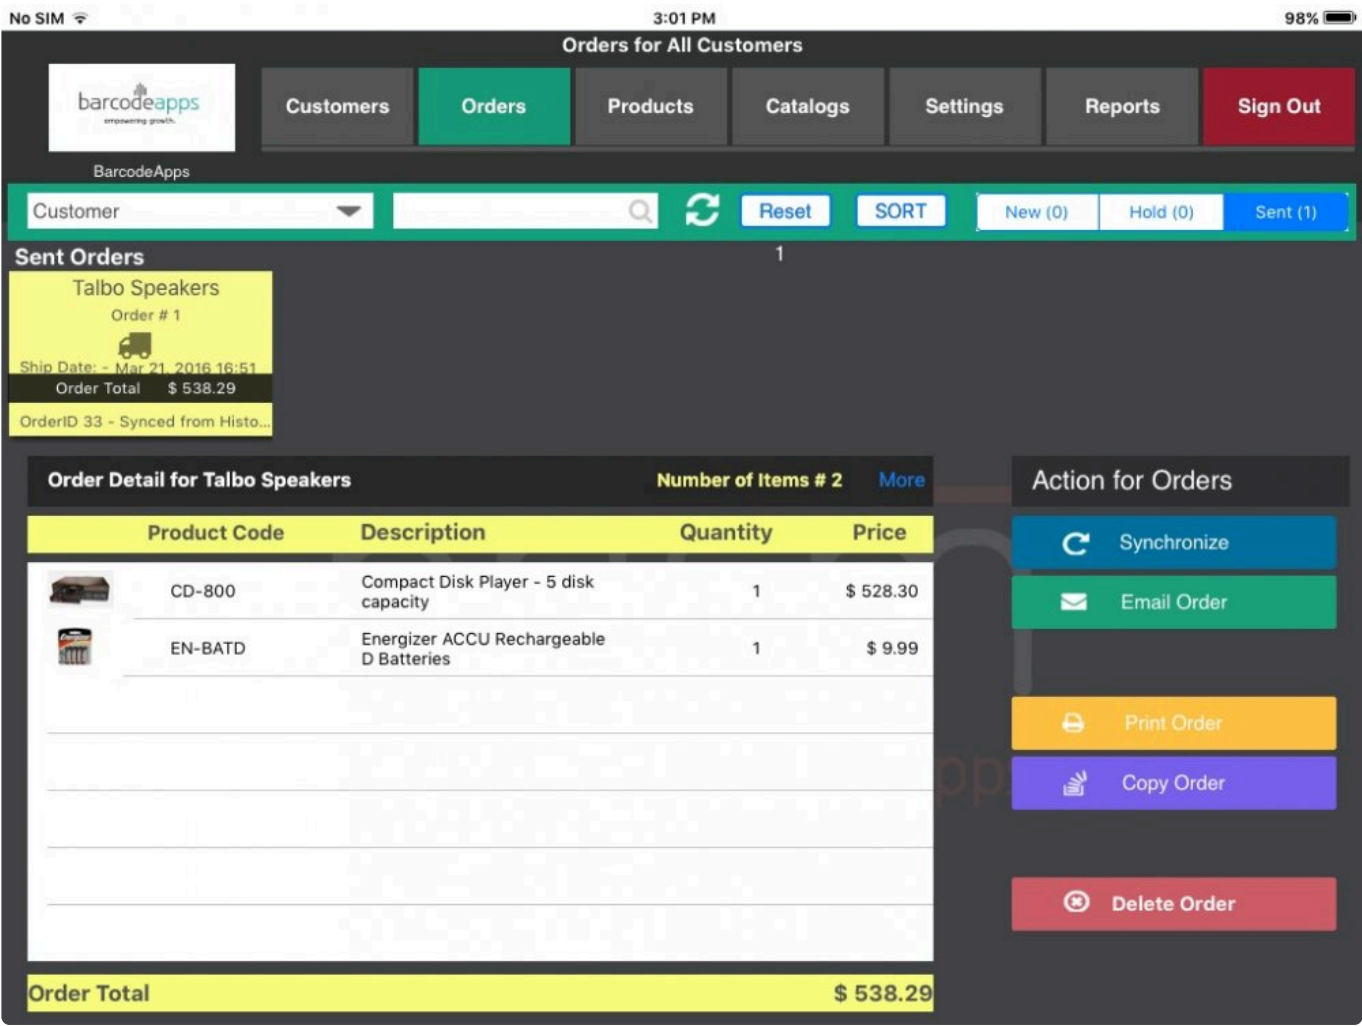 No SIM
3:01 PM
98%
Orders for All Customers
barcodeapps
empowering growth.
BarcodeApps
Customers
Orders
Products
Catalogs
Settings
Reports
Sign Out
Customer
Reset
SORT
New (0)
Hold (0)
Sent (1)
Sent Orders
1
Talbo Speakers
Order # 1
Ship Date: - Mar 21, 2016 16:51
Order Total $ 538.29
OrderID 33 - Synced from Histo...
Order Detail for Talbo Speakers
Number of Items # 2
More
Product Code Description Quantity Price
CD-800 Compact Disk Player - 5 disk 1 $ 528.30
capacity
EN-BATD Energizer ACCU Rechargeable 1 $ 9.99
D Batteries
Order Total $ 538.29
Action for Orders
Synchronize
Email Order
Print Order
Copy Order
Delete Order